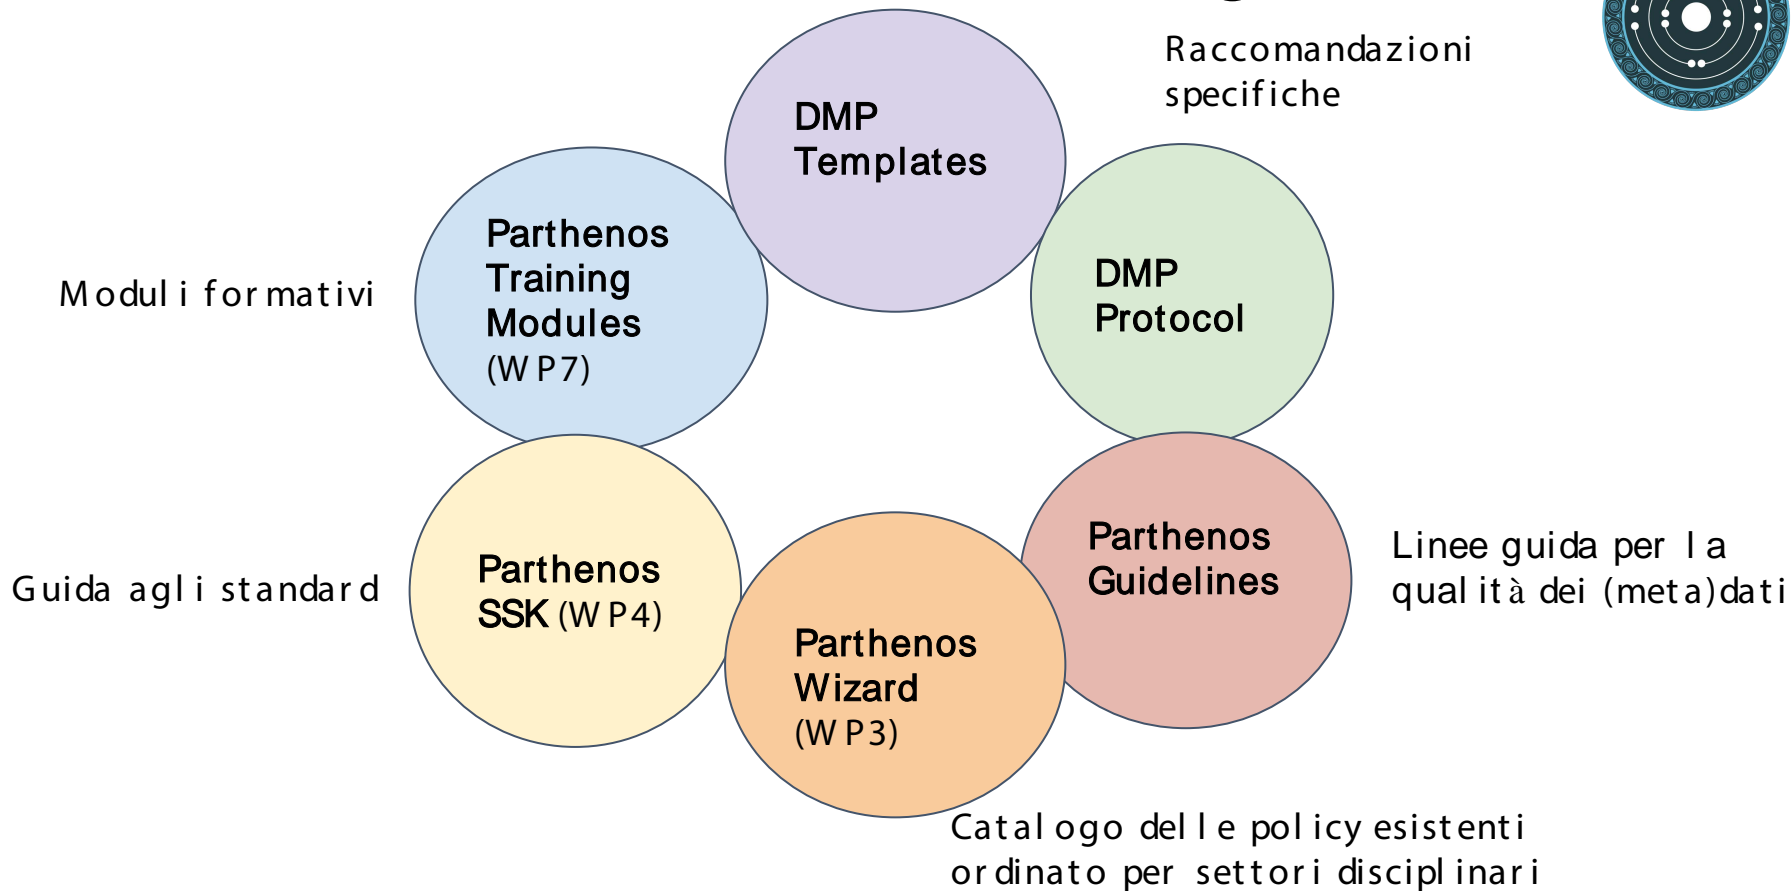 Raccomandazioni
specifiche
DMP
Templates
Parthenos
Training
Modules
(WP7)
Moduli formativi
DMP
Protocol
Parthenos
Guidelines
Linee guida per la
qualità dei (meta)dati
Parthenos
SSK (WP4)
Guida agli standard
Parthenos
Wizard
(WP3)
Catalogo delle policy esistenti
ordinato per settori disciplinari